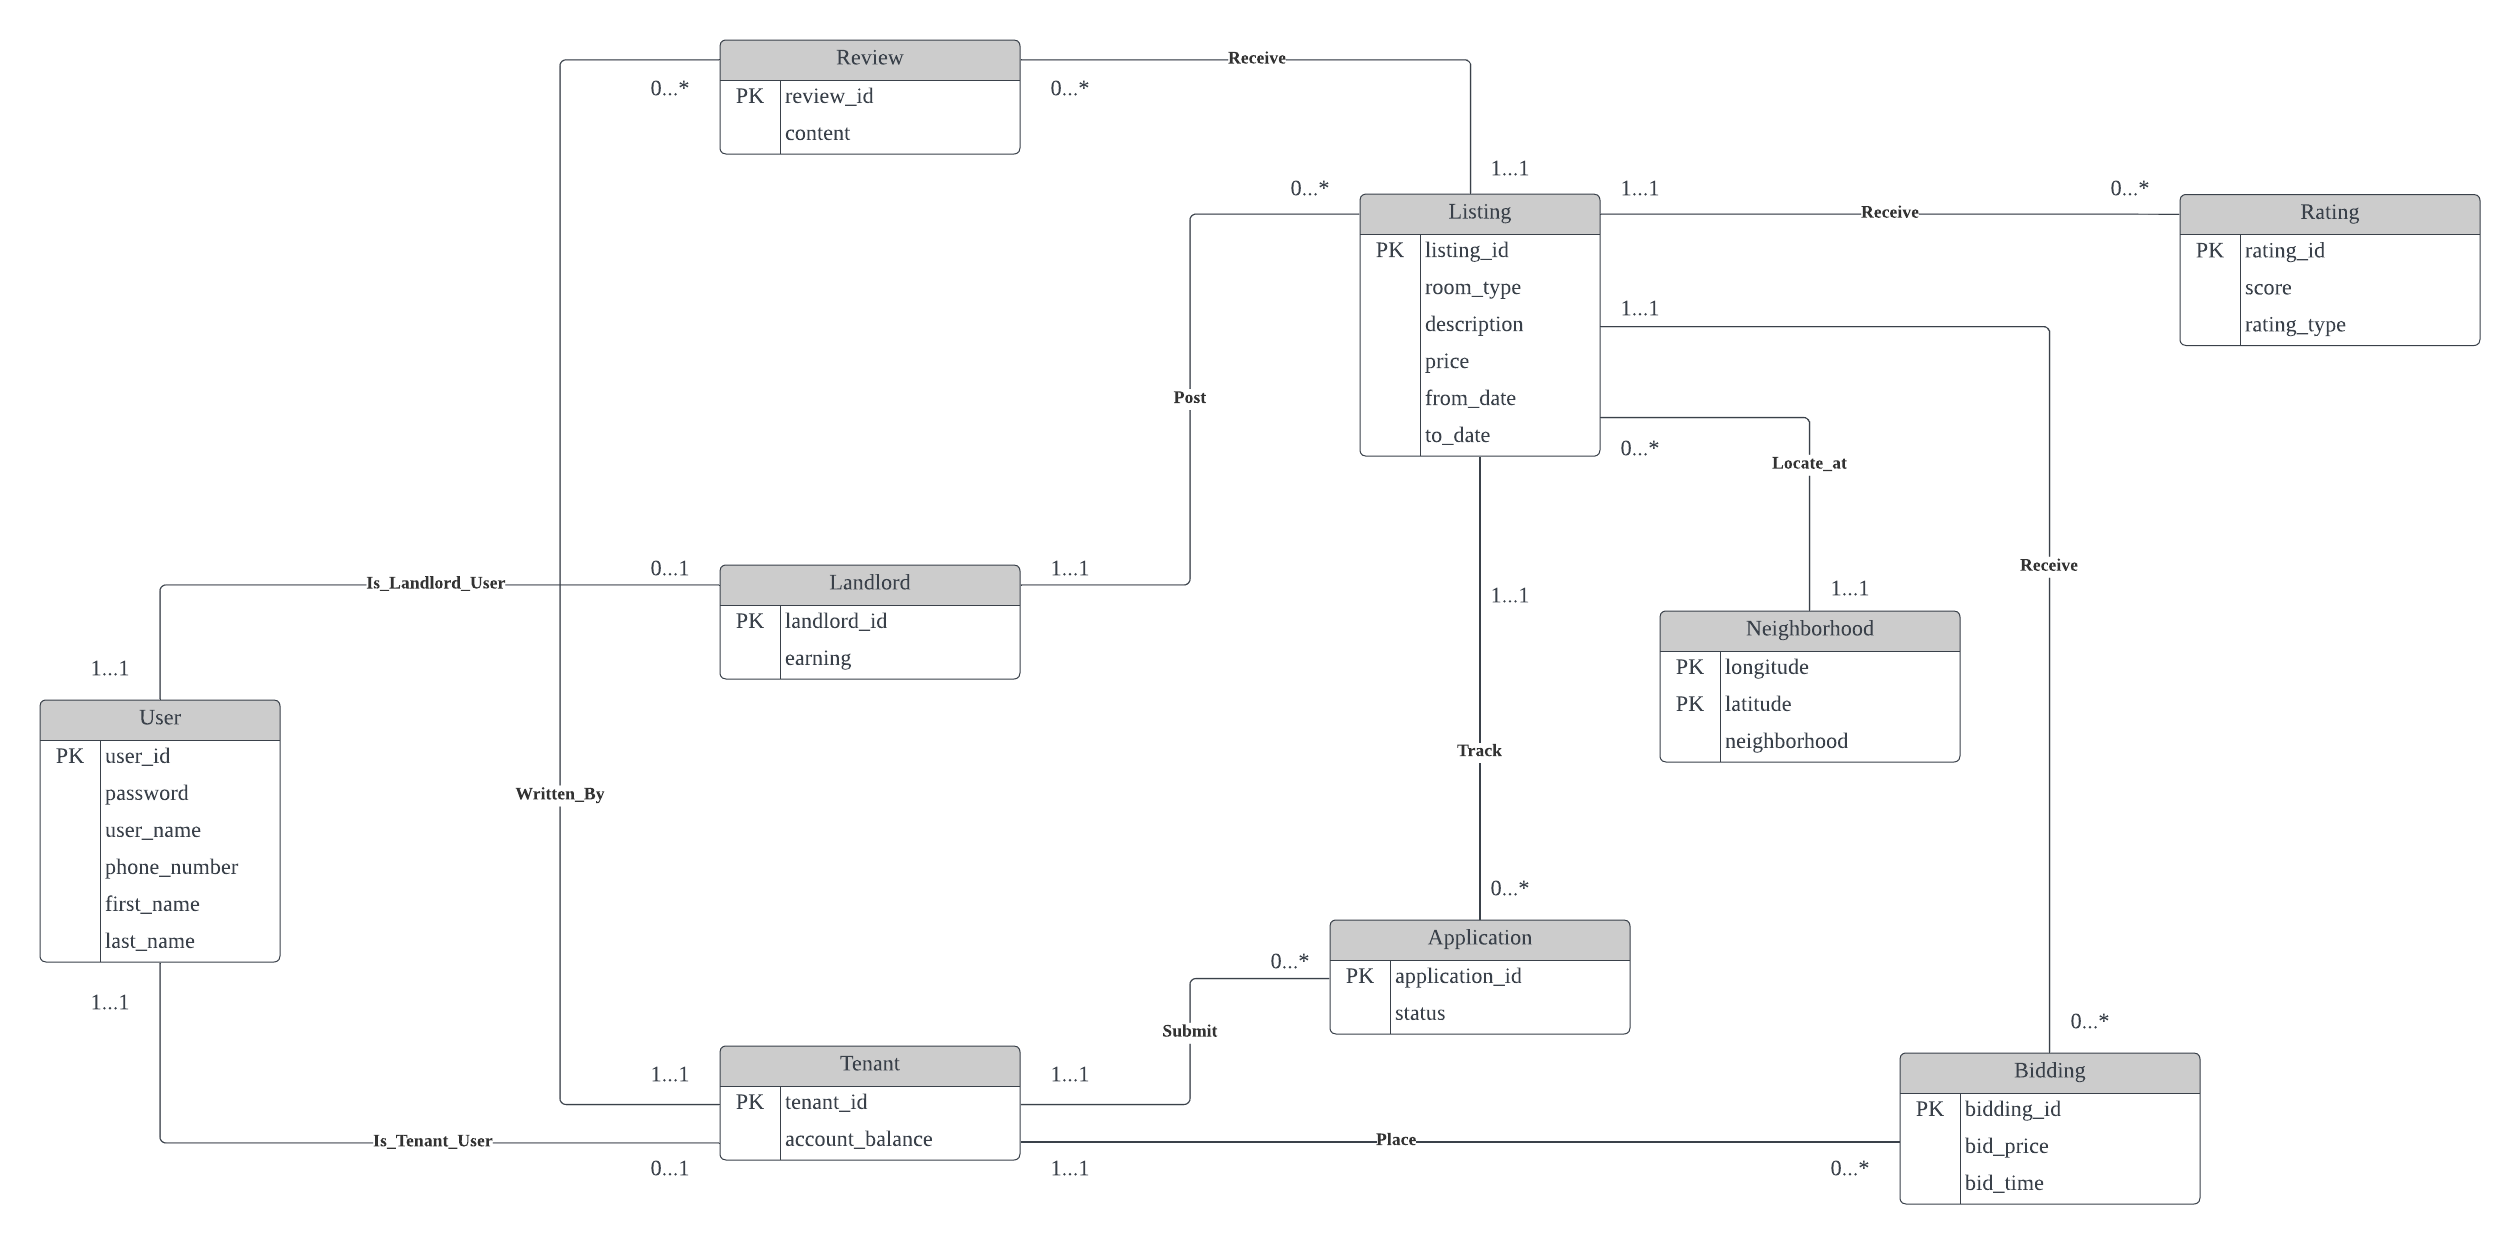 Review
PK review_id
content
0...*
0...*
Receive
1...1
0...*
Listing
PK listing_id
room_type
description
price
from_date
to_date
1...1
Receive
0...*
Rating
PK rating_id
score
rating_type
1...1
0...*
Post
Locate_at
Receive
1...1
Neighborhood
PK longitude
PK latitude
neighborhood
Is_Landlord_User
0...1
Landlord
PK landlord_id
earning
1...1
1...1
1...1
User
PK user_id
password
user_name
phone_number
first_name
last_name
1...1
Written_By
Track
0...*
Application
PK application_id
status
0...*
Submit
1...1
Tenant
PK tenant_id
account_balance
1...1
Is_Tenant_User
0...1
1...1
Place
0...*
0...*
Bidding
PK bidding_id
bid_price
bid_time